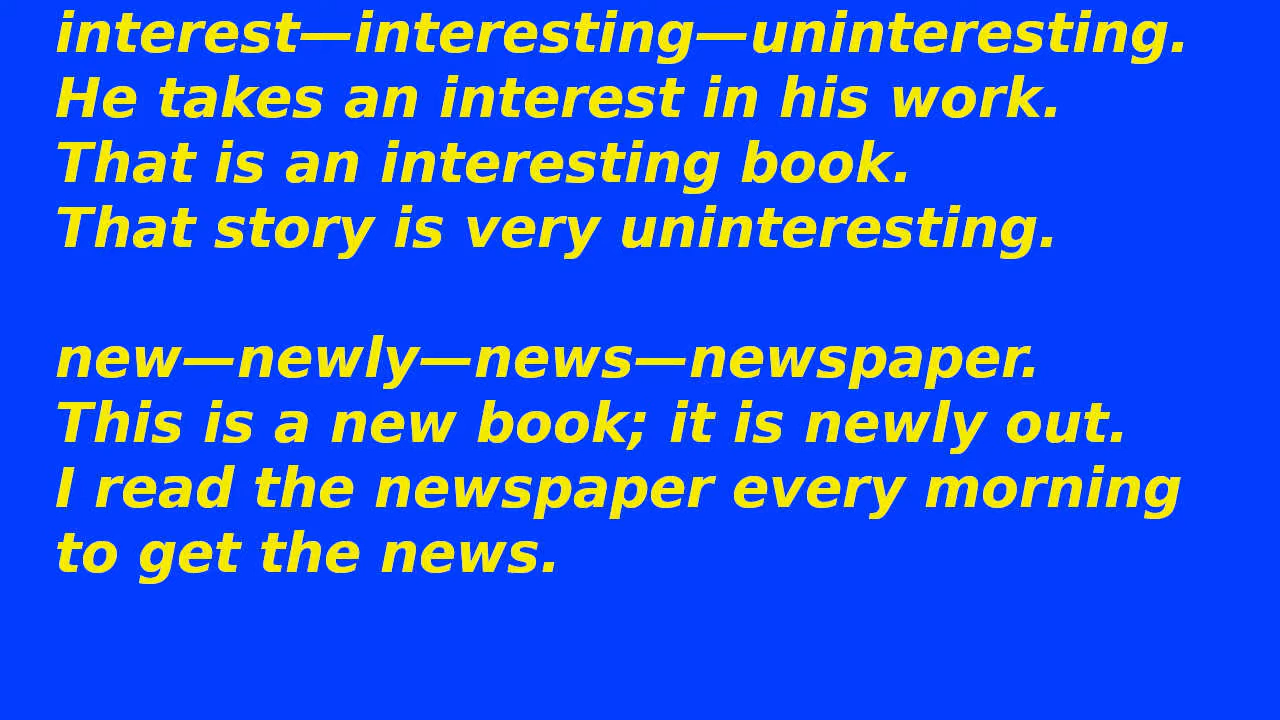 interest—interesting—uninteresting.
He takes an interest in his work.
That is an interesting book.
That story is very uninteresting.
new—newly—news—newspaper.
This is a new book; it is newly out.
I read the newspaper every morning
to get the news.